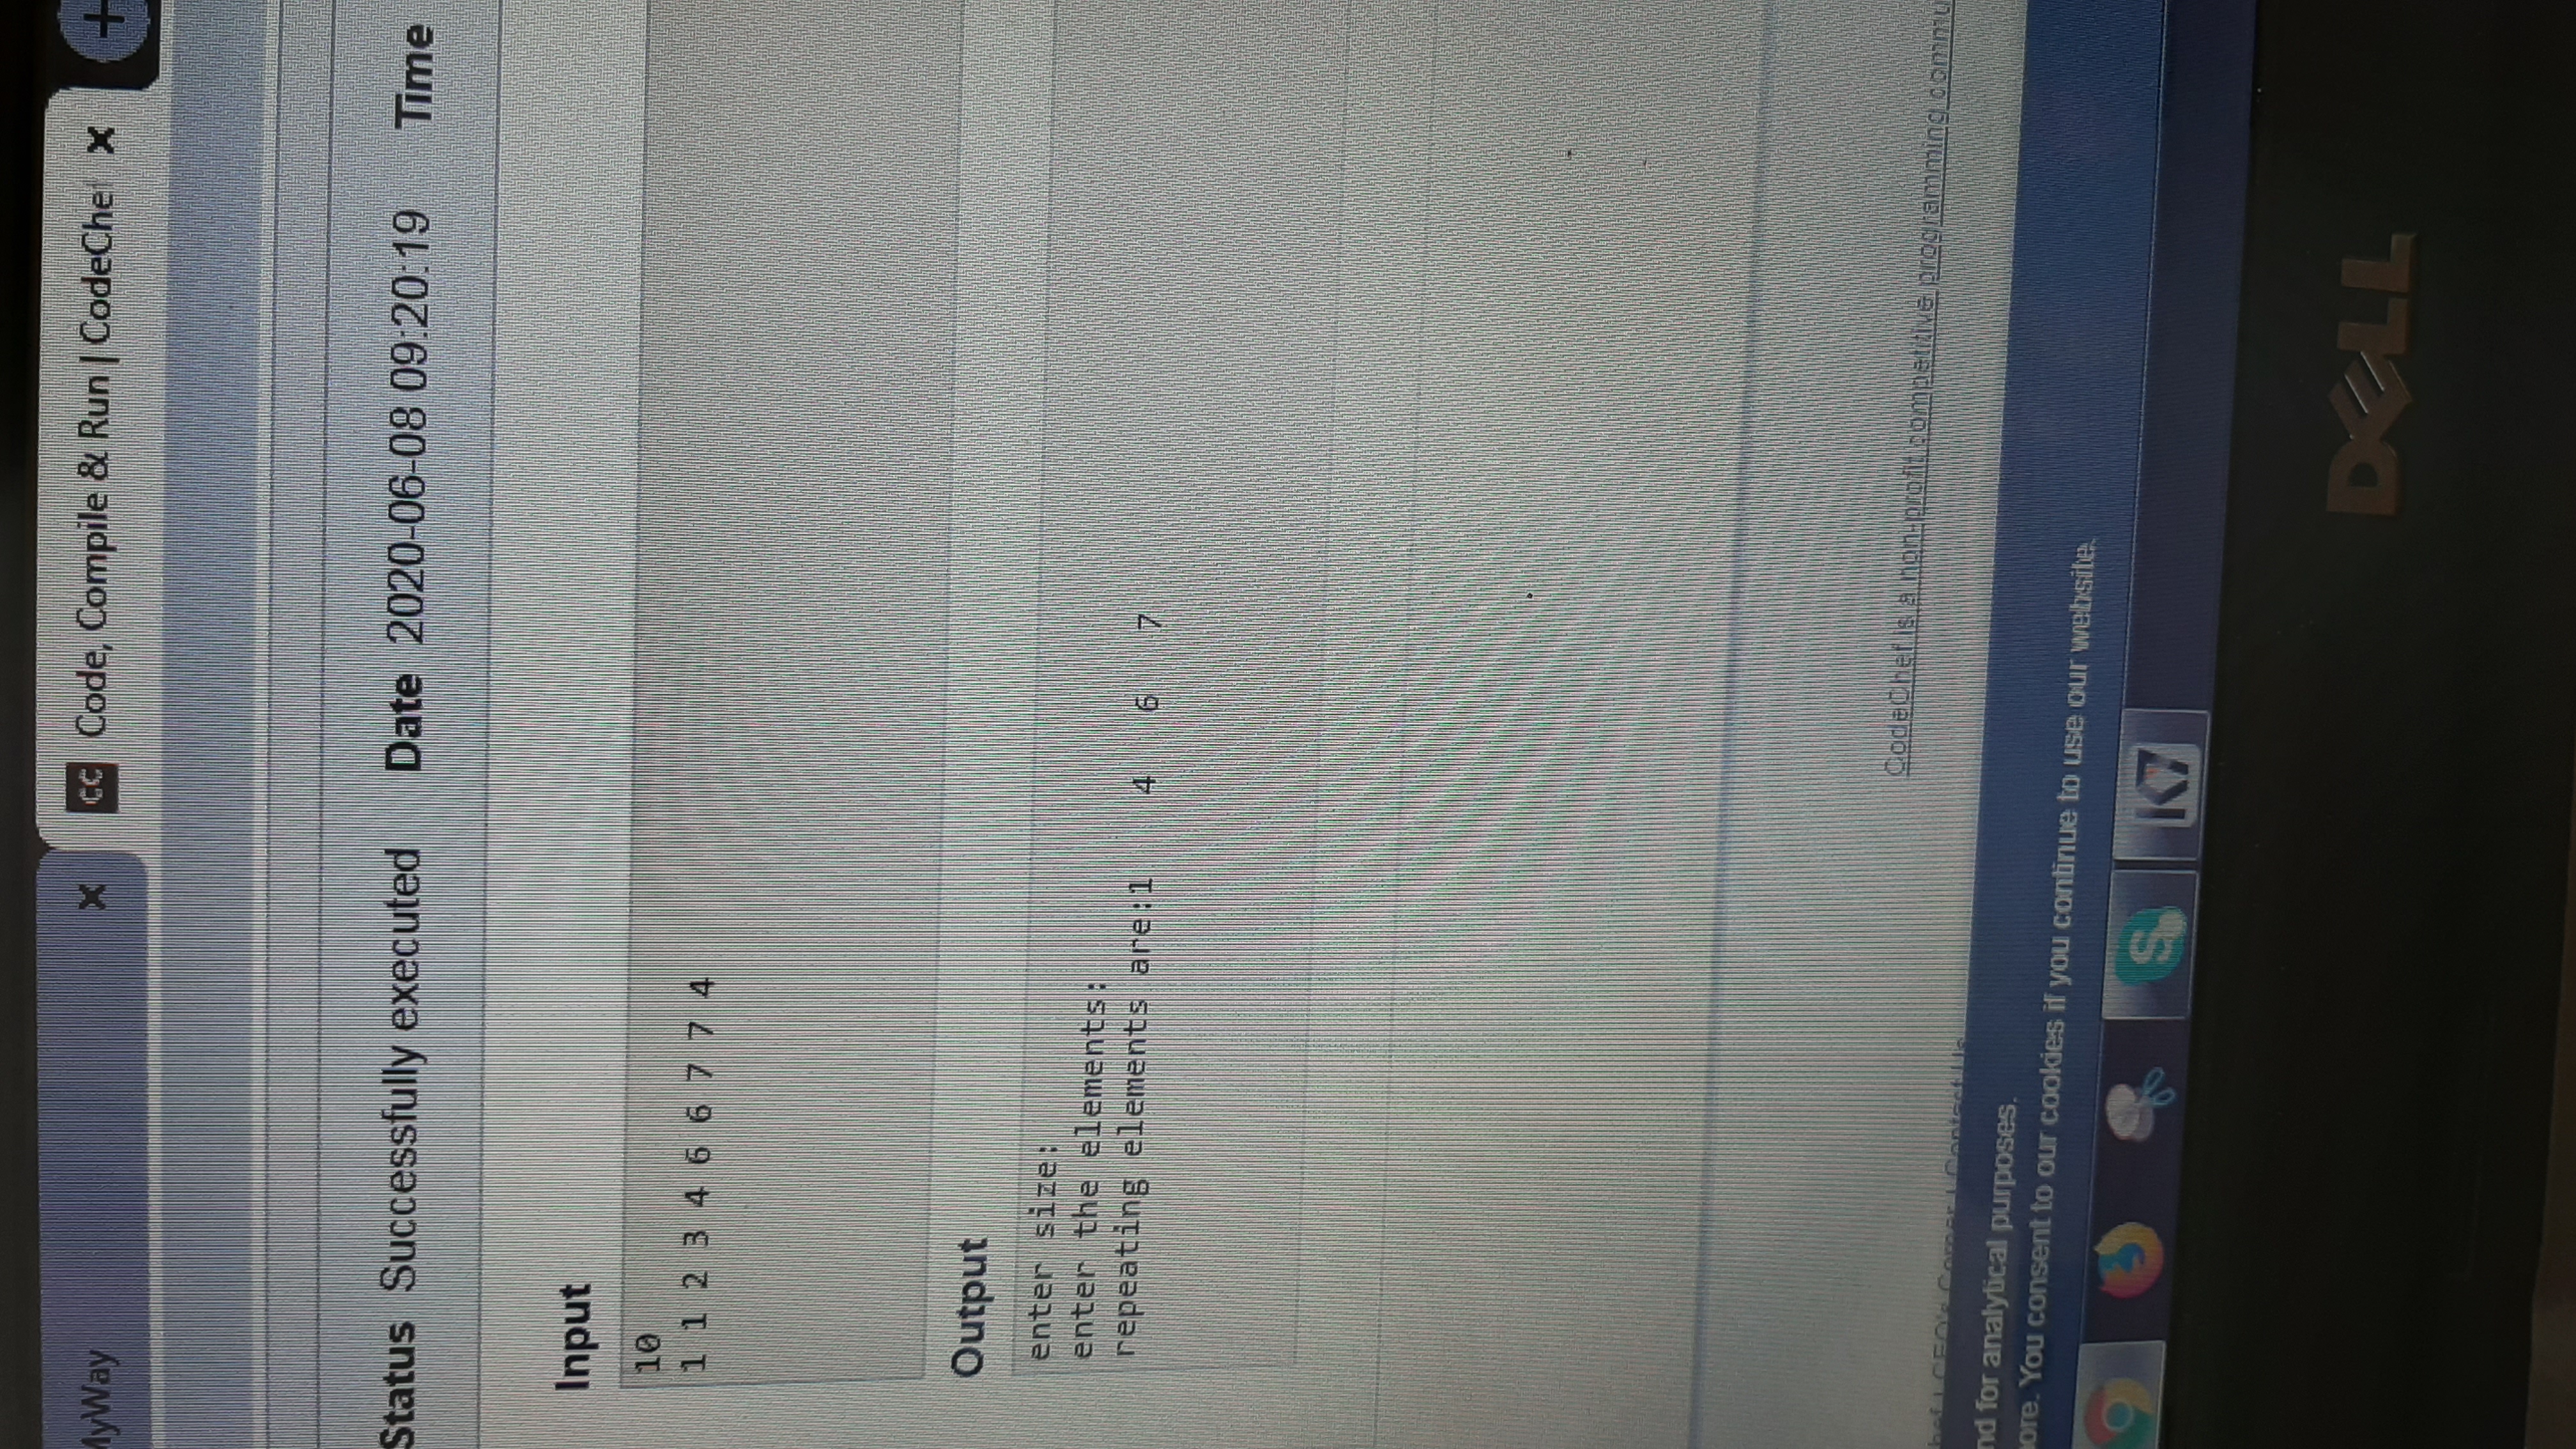 MyWay
CC Code, Compile & Run | CodeChe
Status Successfully executed Date 2020-06-08 09:20:19 Time
Input
10
1 1 2 3 4 6 6 7 7 4
Output
enter size:
enter the elements:
repeating elements are:1 4 6 7
CodeChef is a non-profit competitive programming commu
hef | CEO's Corner | Contact Us
nd for analytical purposes.
ore. You consent to our cookies if you continue to use our website.
S K7
DELL